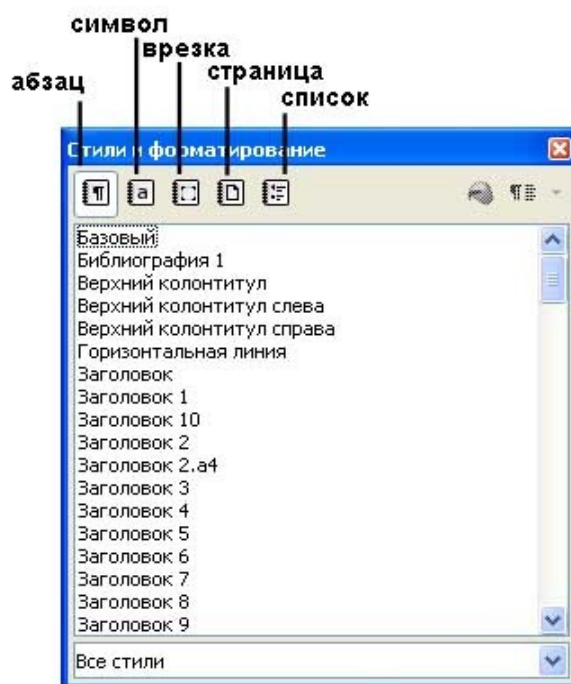 символ
врезка
страница
абзац
список
Стили и форматирование
Базовый
Библиография 1
Верхний колонтитул
Верхний колонтитул слева
Верхний колонтитул справа
Горизонтальная линия
Заголовок
Заголовок 1
Заголовок 10
Заголовок 2
Заголовок 2.а4
Заголовок 3
Заголовок 4
Заголовок 5
Заголовок 6
Заголовок 7
Заголовок 8
Заголовок 9
Все стили